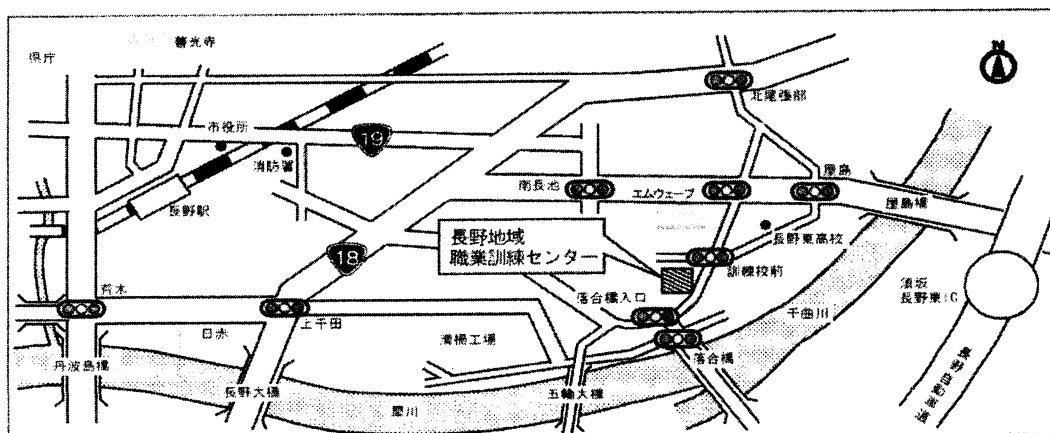 善光寺
県庁
N
北尾張部
市役所
19
消防署
屋島
南長池
エムウェーブ
長野駅
屋島橋
長野東高校
長野地域
職業訓練センター
18
訓練校前
須坂
長野東IC
荒木
落合橋入口
千曲川
日赤
上千田
清掃工場
丹波島橋
落合橋
長野大橋
五輪大橋
犀川
長野自動車道